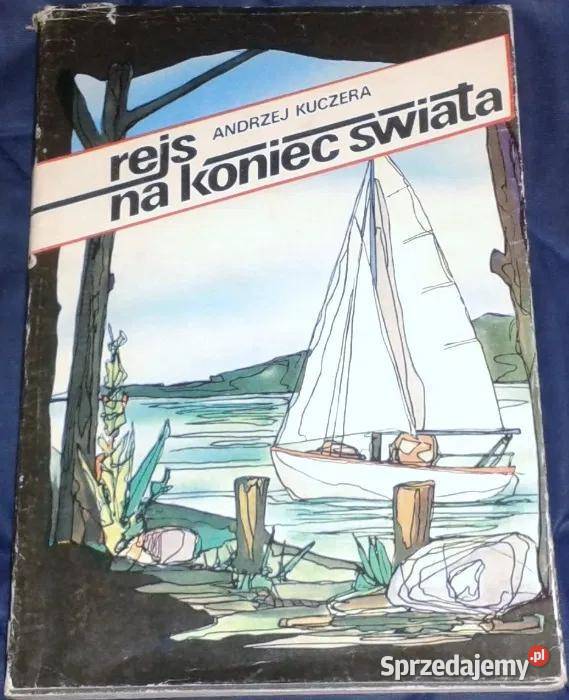 ANDRZEJ KUCZERA
rejs
na koniec świata
Sprzedajemy.pl